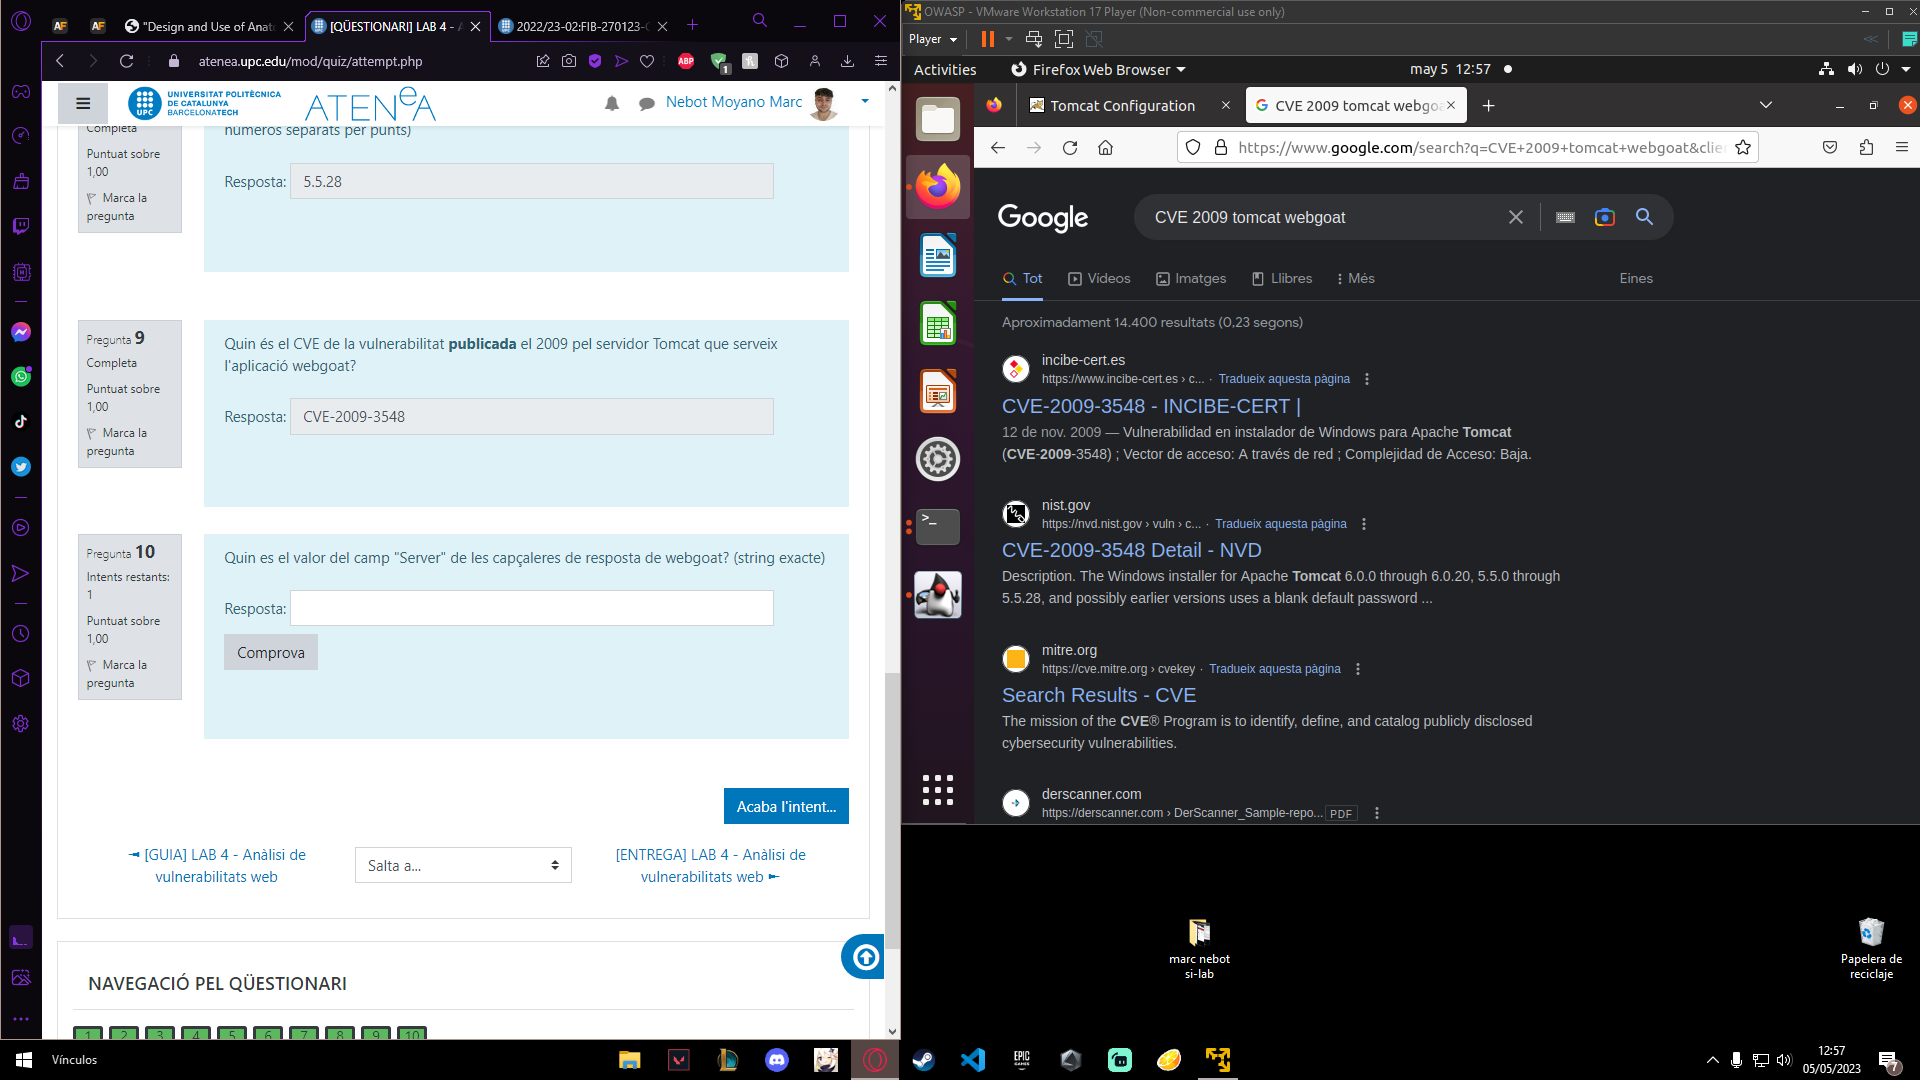 "Design and Use of Anat
[QÜESTIONARI] LAB 4 - A
2022/23-02:FIB-270123-C
atenea.upc.edu/mod/quiz/attempt.php
ABP
1
UNIVERSITAT POLITÈCNICA
DE CATALUNYA
BARCELONATECH
UPC
ATENeA
Nebot Moyano Marc
Completa
Puntuat sobre
1,00
Marca la
pregunta
números separats per punts)
Resposta: 5.5.28
Pregunta 9
Completa
Puntuat sobre
1,00
Marca la
pregunta
Quin és el CVE de la vulnerabilitat publicada el 2009 pel servidor Tomcat que serveix
l'aplicació webgoat?
Resposta: CVE-2009-3548
Pregunta 10
Intents restants:
1
Puntuat sobre
1,00
Marca la
pregunta
Quin es el valor del camp "Server" de les capçaleres de resposta de webgoat? (string exacte)
Resposta:
Comprova
Acaba l'intent...
[GUIA] LAB 4 - Anàlisi de
vulnerabilitats web
Salta a...
[ENTREGA] LAB 4 - Anàlisi de
vulnerabilitats web
NAVEGACIÓ PEL QÜESTIONARI
1 2 3 4 5 6 7 8 9 10
OWASP - VMware Workstation 17 Player (Non-commercial use only)
Player
Activities
Firefox Web Browser
may 5 12:57
Tomcat Configuration
CVE 2009 tomcat webgoa
https://www.google.com/search?q=CVE+2009+tomcat+webgoat&clie
Google
CVE 2009 tomcat webgoat
Tot
Vídeos
Imatges
Llibres
Més
Eines
Aproximadament 14.400 resultats (0,23 segons)
incibe-cert.es
https://www.incibe-cert.es › c... · Tradueix aquesta pàgina
CVE-2009-3548 - INCIBE-CERT |
12 de nov. 2009 — Vulnerabilidad en instalador de Windows para Apache Tomcat
(CVE-2009-3548) ; Vector de acceso: A través de red ; Complejidad de Acceso: Baja.
nist.gov
https://nvd.nist.gov › vuln › c... · Tradueix aquesta pàgina
CVE-2009-3548 Detail - NVD
Description. The Windows installer for Apache Tomcat 6.0.0 through 6.0.20, 5.5.0 through
5.5.28, and possibly earlier versions uses a blank default password ...
mitre.org
https://cve.mitre.org › cvekey · Tradueix aquesta pàgina
Search Results - CVE
The mission of the CVE® Program is to identify, define, and catalog publicly disclosed
cybersecurity vulnerabilities.
derscanner.com
https://derscanner.com › DerScanner_Sample-repo... PDF
marc nebot
si-lab
Papelera de
reciclaje
Vínculos
EPIC
GAMES
12:57
05/05/2023
7